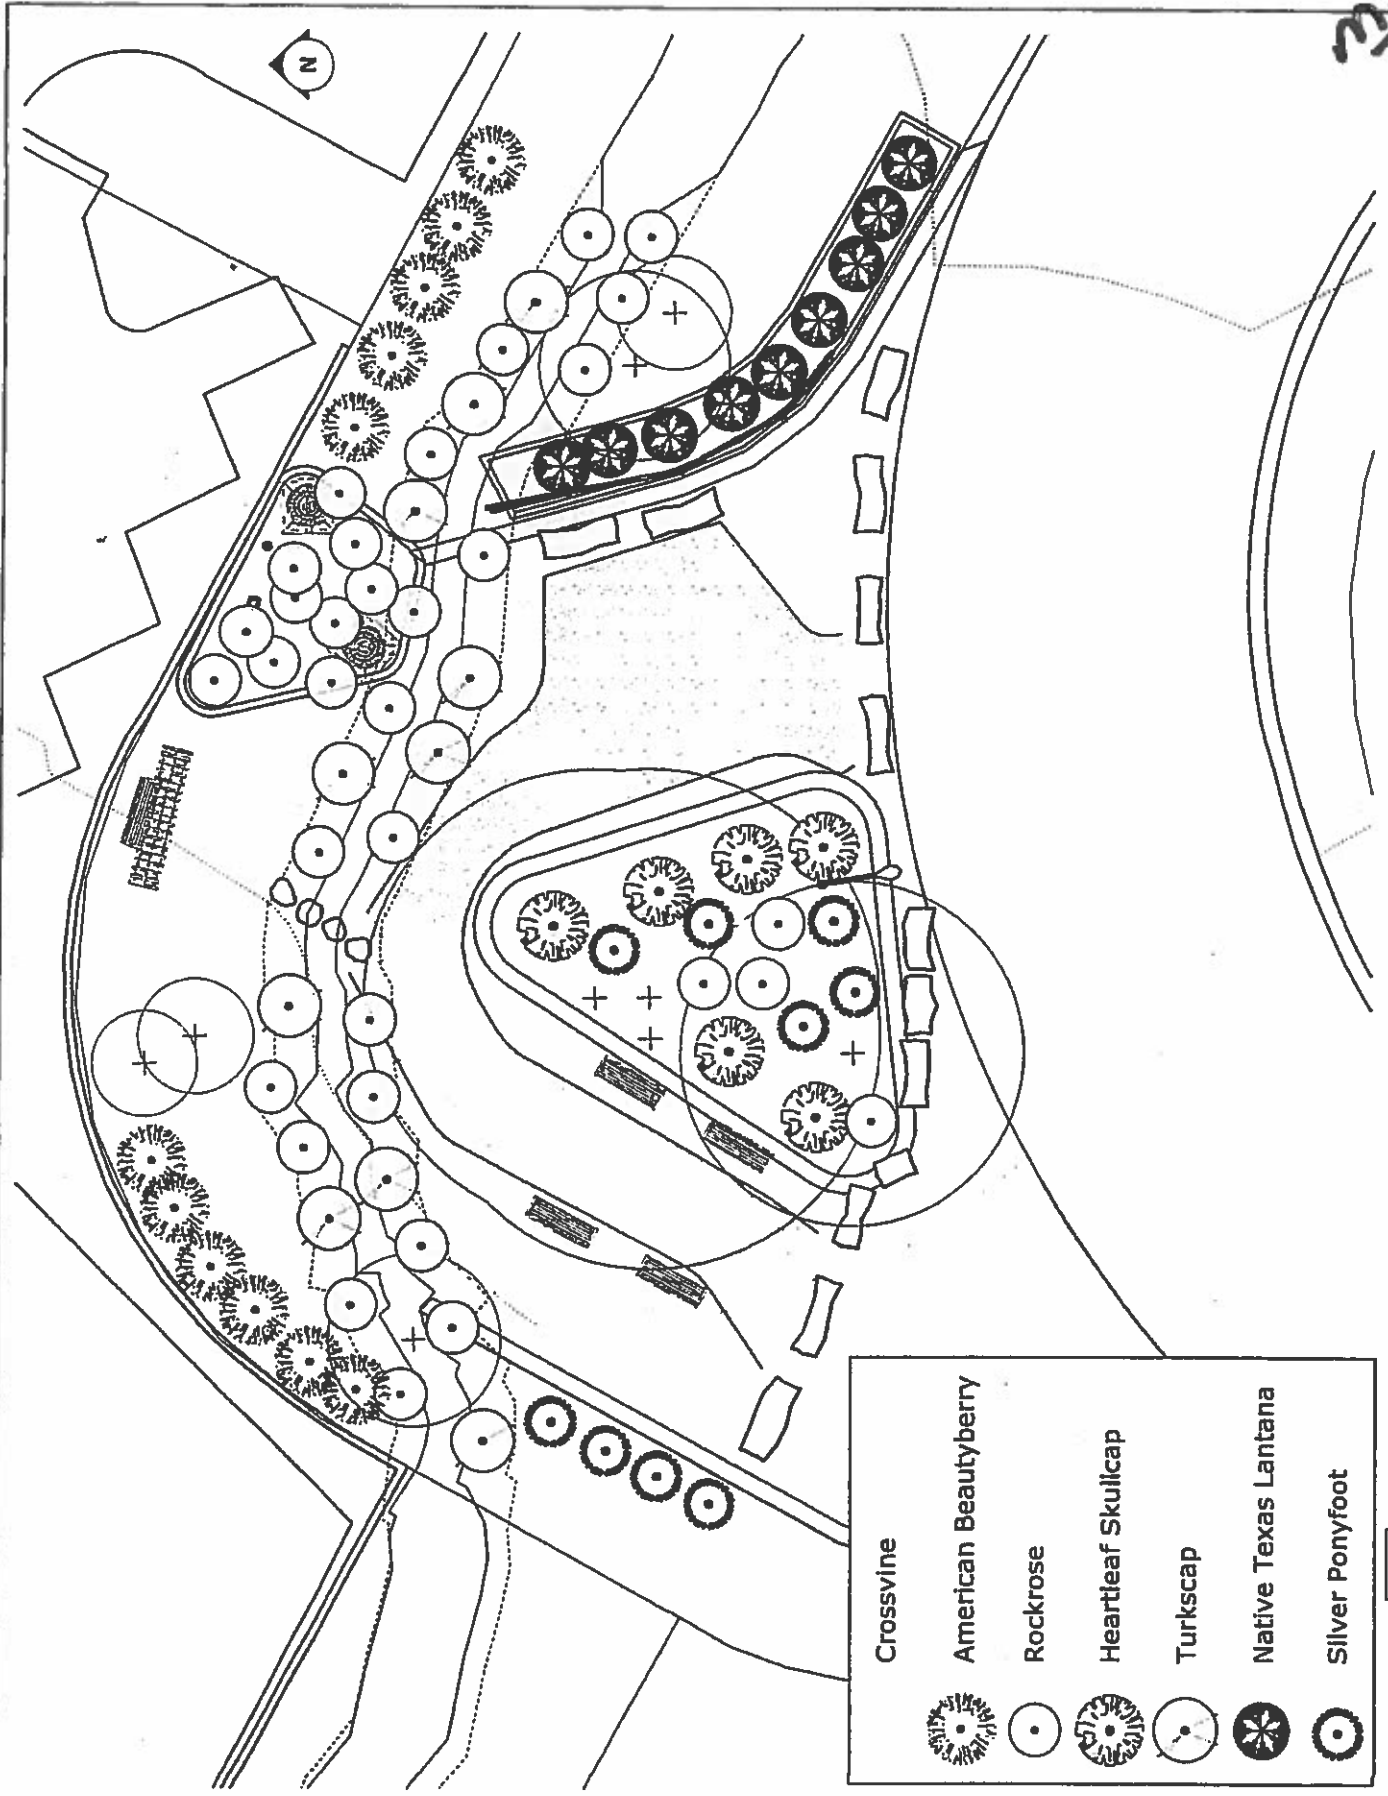 N
Crossvine
American Beautyberry
Rockrose
Heartleaf Skullcap
Turkscap
Native Texas Lantana
Silver Ponyfoot